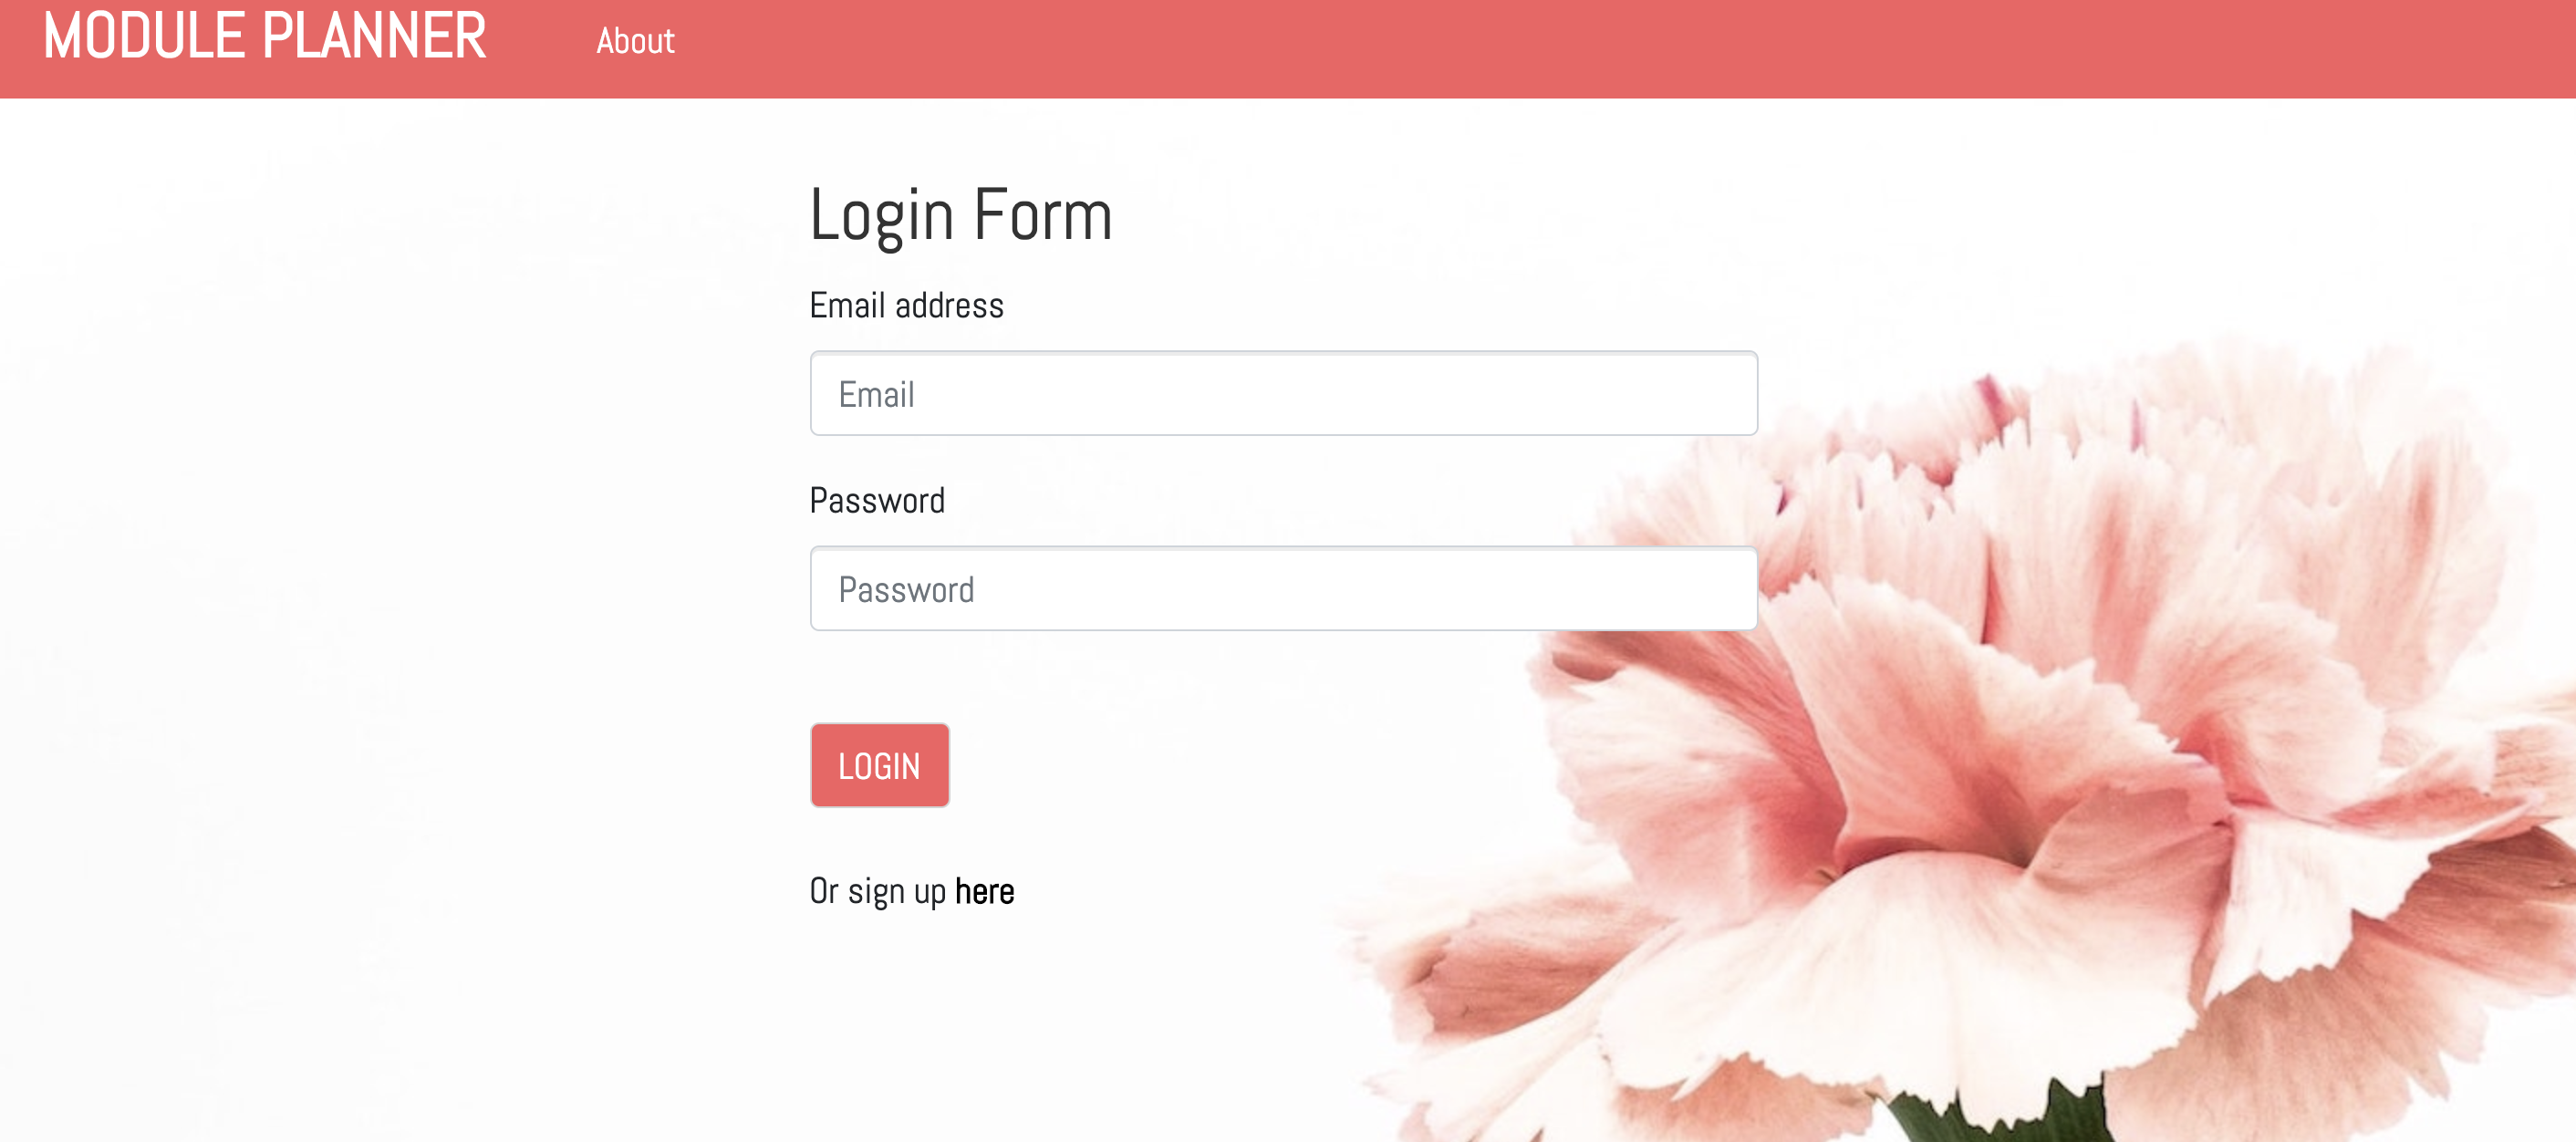 MODULE PLANNER About
Login Form
Email address
Email
Password
Password
LOGIN
Or sign up here